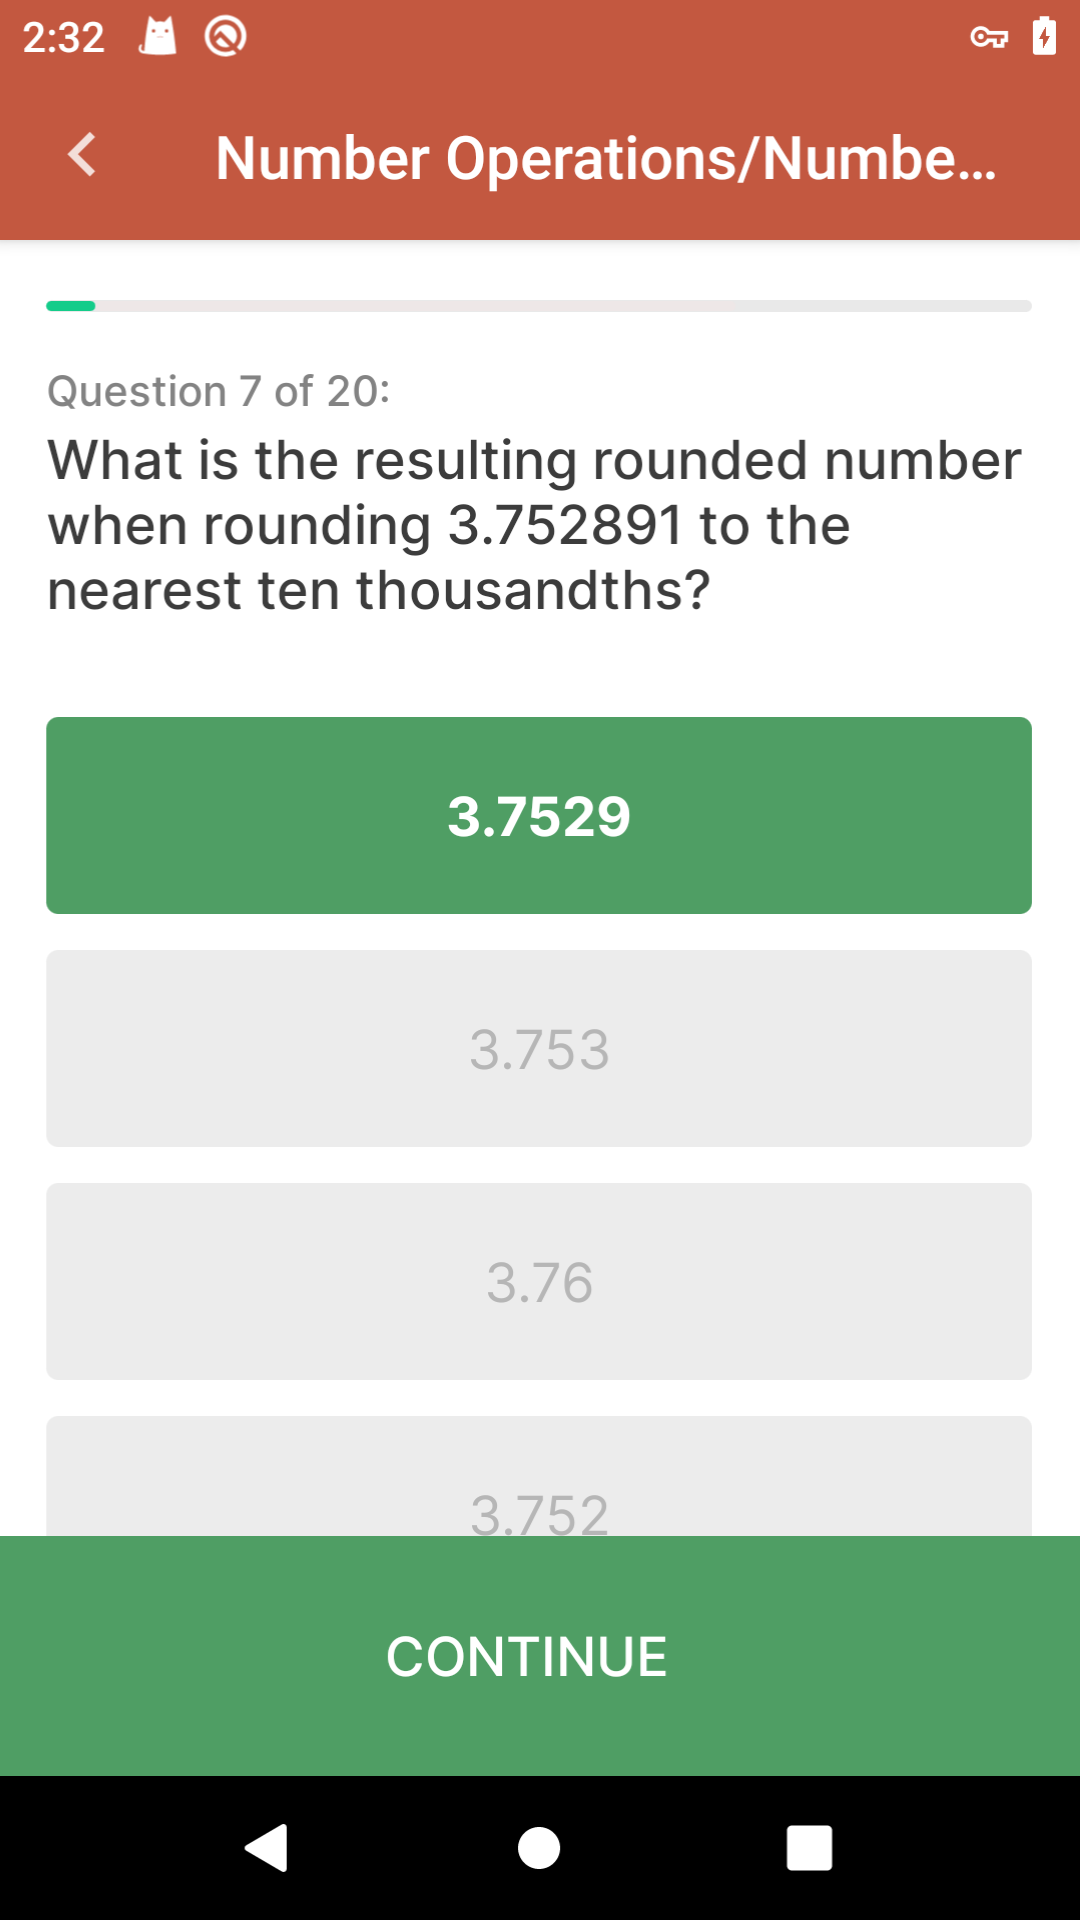 2:32
Number Operations/Numbe...
Question 7 of 20:
What is the resulting rounded number
when rounding 3.752891 to the
nearest ten thousandths?
3.7529
3.753
3.76
3.752
CONTINUE